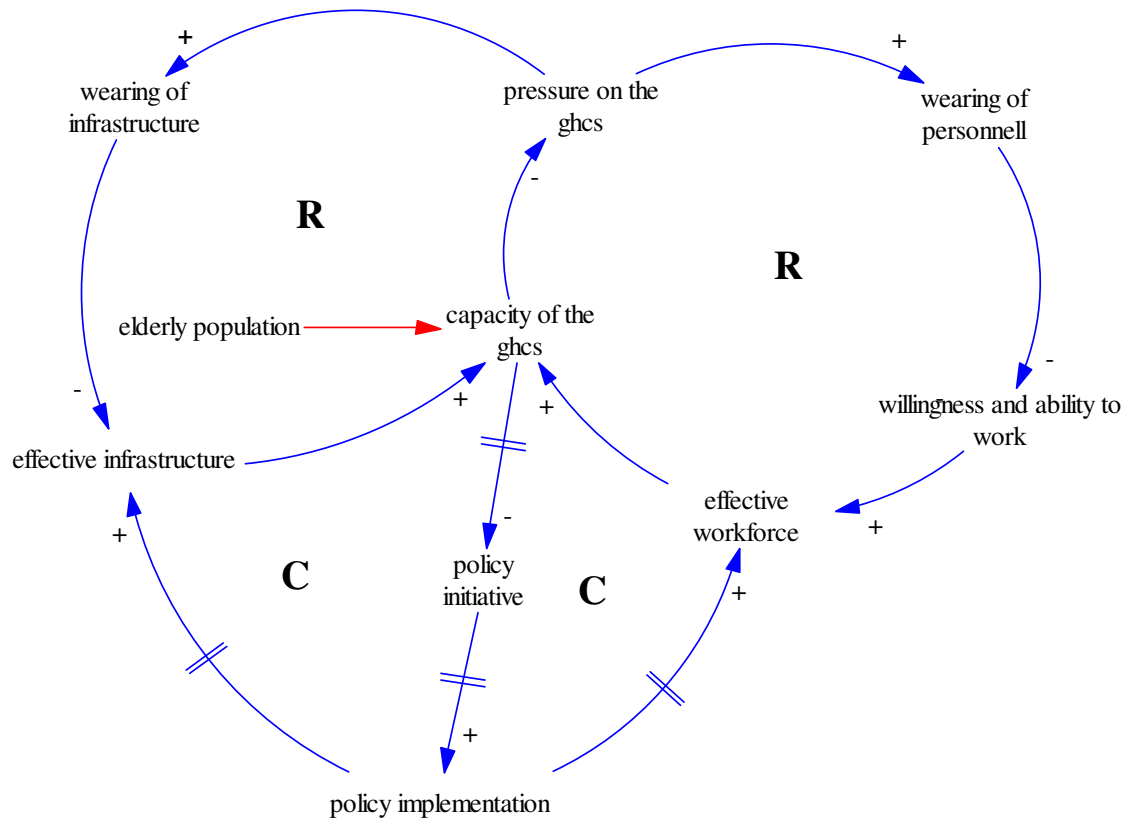 +
+
wearing of
infrastructure
pressure on the
ghcs
wearing of
personnell
-
R
R
elderly population
capacity of the
ghcs
-
-
+
+
willingness and ability to
work
effective infrastructure
effective
workforce
+
-
+
policy
initiative
C
C
+
+
policy implementation